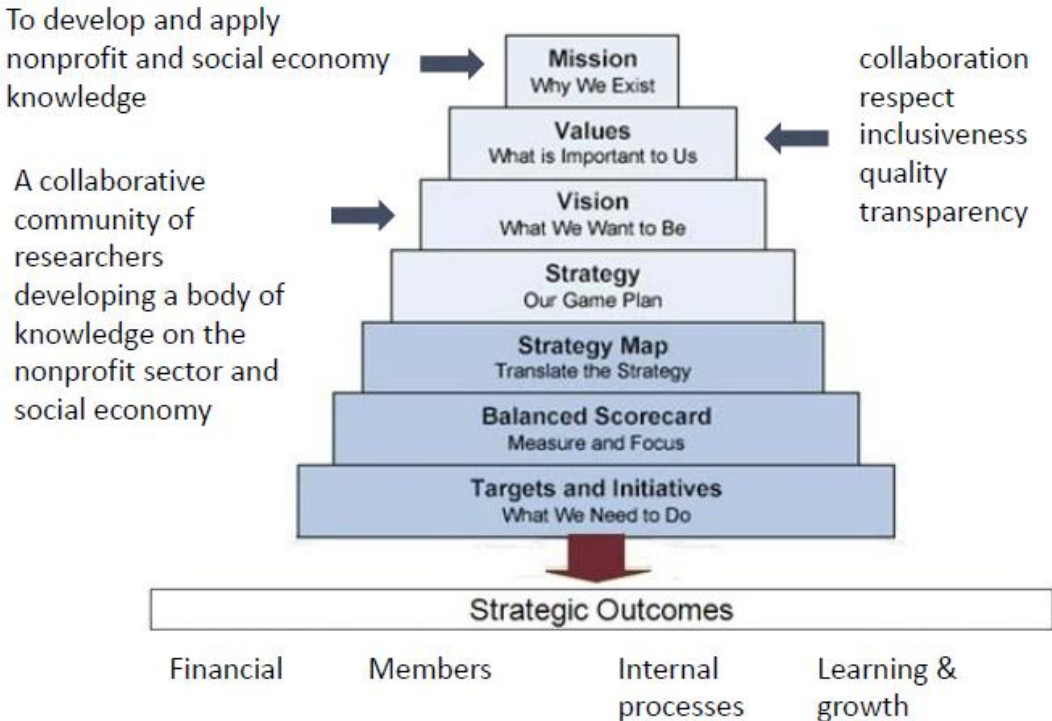 To develop and apply
nonprofit and social economy
knowledge
Mission
Why We Exist
collaboration
respect
inclusiveness
quality
transparency
Values
What is Important to Us
A collaborative
community of
researchers
developing a body of
knowledge on the
nonprofit sector and
social economy
Vision
What We Want to Be
Strategy
Our Game Plan
Strategy Map
Translate the Strategy
Balanced Scorecard
Measure and Focus
Targets and Initiatives
What We Need to Do
Strategic Outcomes
Financial
Members
Internal
processes
Learning &
growth